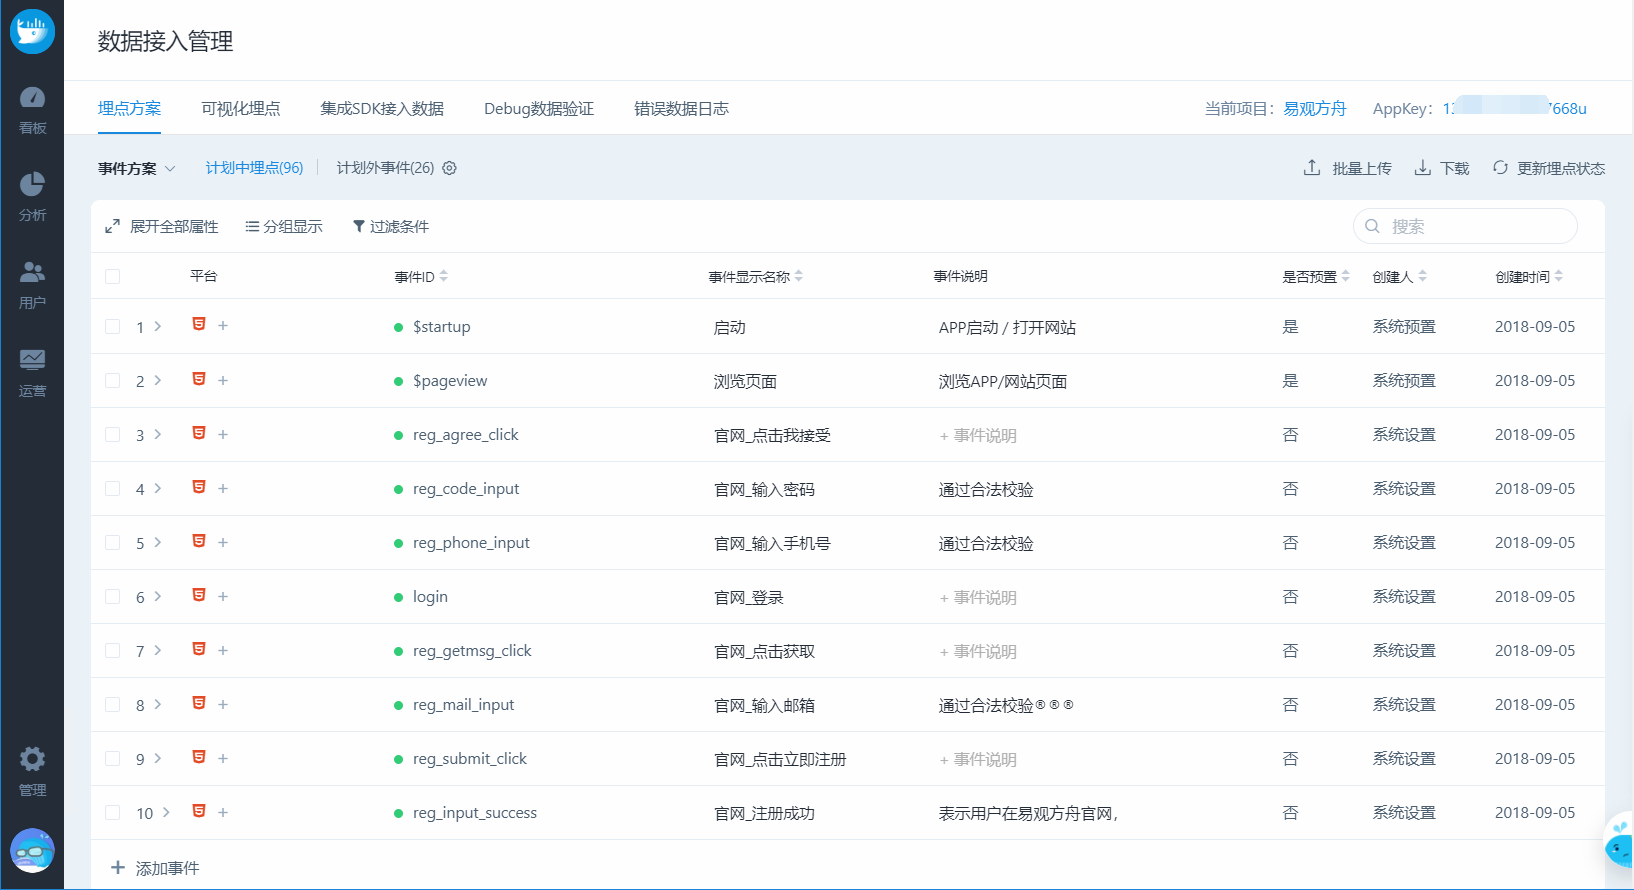 数据接入管理
埋点方案 可视化埋点 集成SDK接入数据 Debug数据验证 错误数据日志 当前项目：易观方舟 AppKey： 7668u
看板
事件方案 计划中埋点(96) 计划外事件(26) 批量上传 下载 更新埋点状态
分析
展开全部属性 分组显示 过滤条件 搜索
平台 事件ID 事件显示名称 事件说明 是否预置 创建人 创建时间
用户
1 + $startup 启动 APP启动 / 打开网站 是 系统预置 2018-09-05
2 + $pageview 浏览页面 浏览APP/网站页面 是 系统预置 2018-09-05
运营
3 + reg_agree_click 官网_点击我接受 + 事件说明 否 系统设置 2018-09-05
4 + reg_code_input 官网_输入密码 通过合法校验 否 系统设置 2018-09-05
5 + reg_phone_input 官网_输入手机号 通过合法校验 否 系统设置 2018-09-05
6 + login 官网_登录 + 事件说明 否 系统设置 2018-09-05
7 + reg_getmsg_click 官网_点击获取 + 事件说明 否 系统设置 2018-09-05
8 + reg_mail_input 官网_输入邮箱 通过合法校验®®® 否 系统设置 2018-09-05
9 + reg_submit_click 官网_点击立即注册 + 事件说明 否 系统设置 2018-09-05
管理
10 + reg_input_success 官网_注册成功 表示用户在易观方舟官网， 否 系统设置 2018-09-05
+ 添加事件